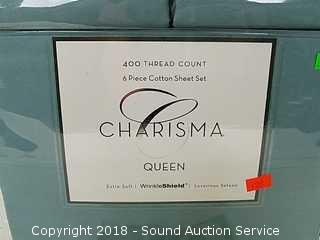 400 THREAD COUNT
6 Piece Cotton Sheet Set
CHARISMA
QUEEN
Extra Soft | WrinkleShield™ | Luxurious Sateen
Copyright 2018 - Sound Auction Service